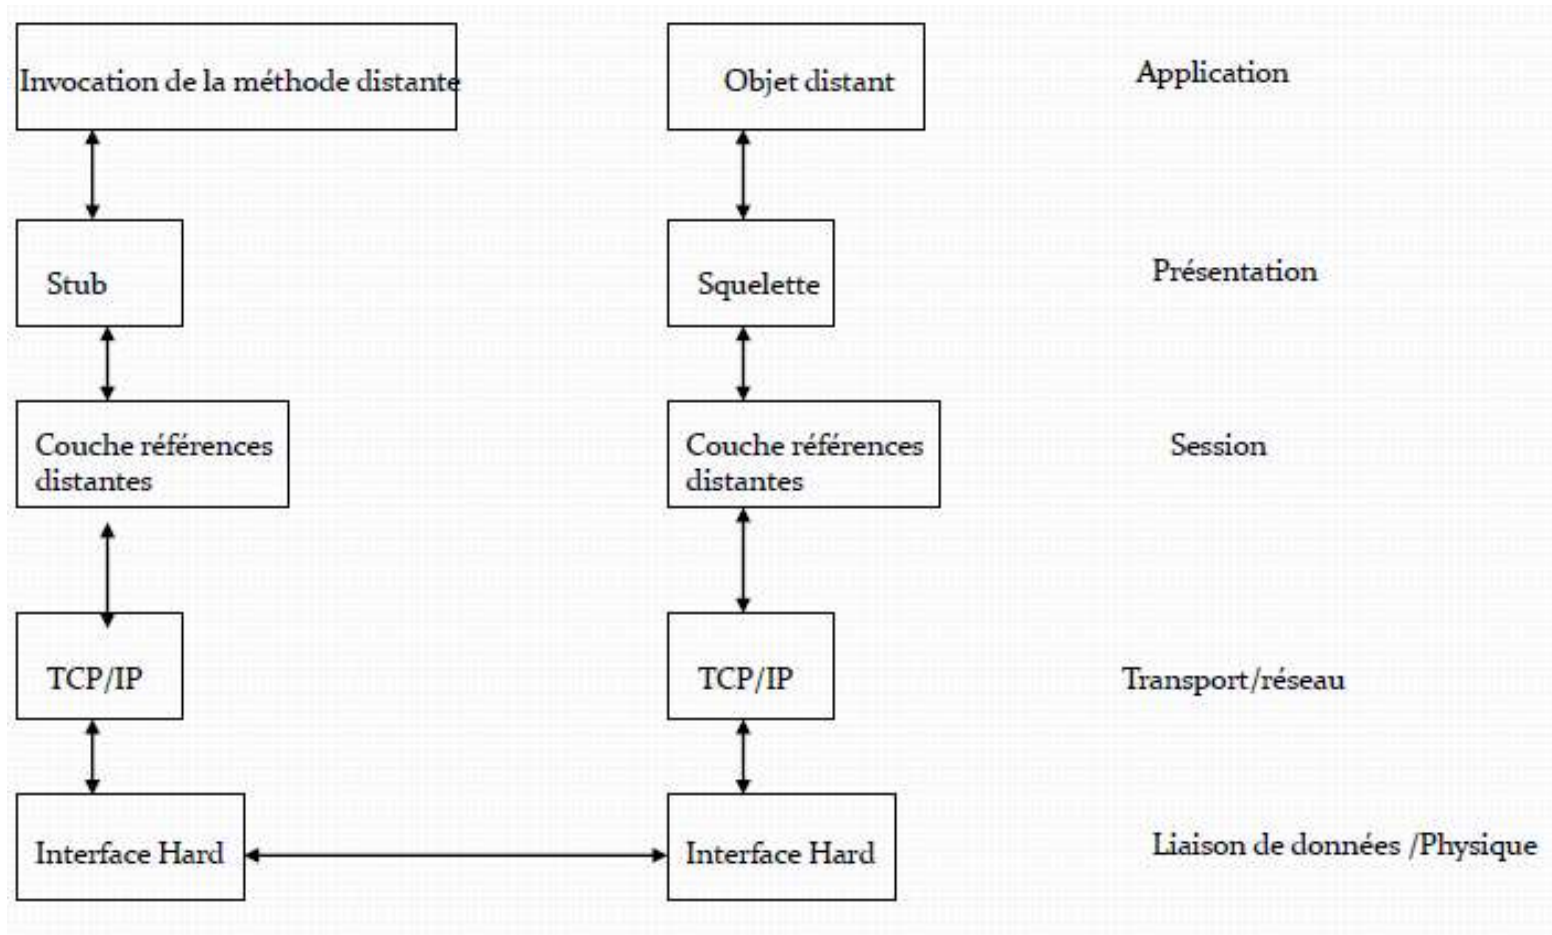 Invocation de la méthode distante
Objet distant
Application
Stub
Squelette
Présentation
Couche références
distantes
Couche références
distantes
Session
TCP/IP
TCP/IP
Transport/réseau
Interface Hard
Interface Hard
Liaison de données /Physique